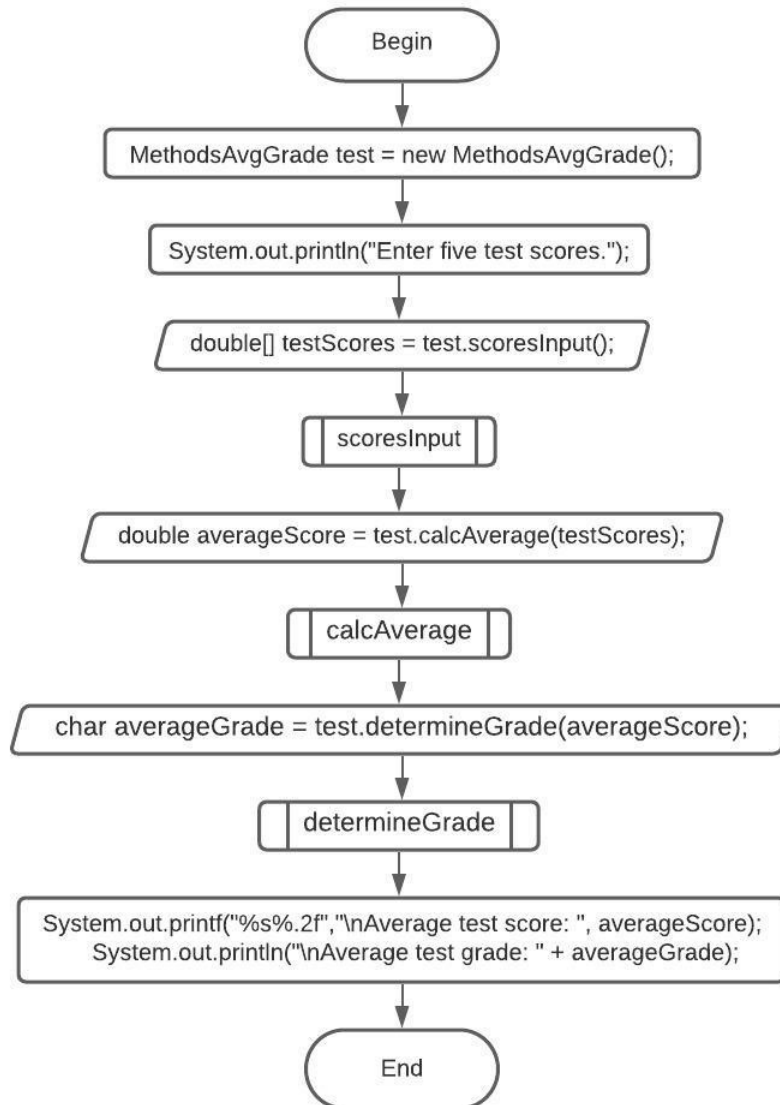 Begin
MethodsAvgGrade test = new MethodsAvgGrade();
System.out.println("Enter five test scores.");
double[] testScores = test.scoresInput();
scoresInput
double averageScore = test.calcAverage(testScores);
calcAverage
char averageGrade = test.determineGrade(averageScore);
determineGrade
System.out.printf("%s%.2f","\nAverage test score: ", averageScore);
System.out.println("\nAverage test grade: " + averageGrade);
End